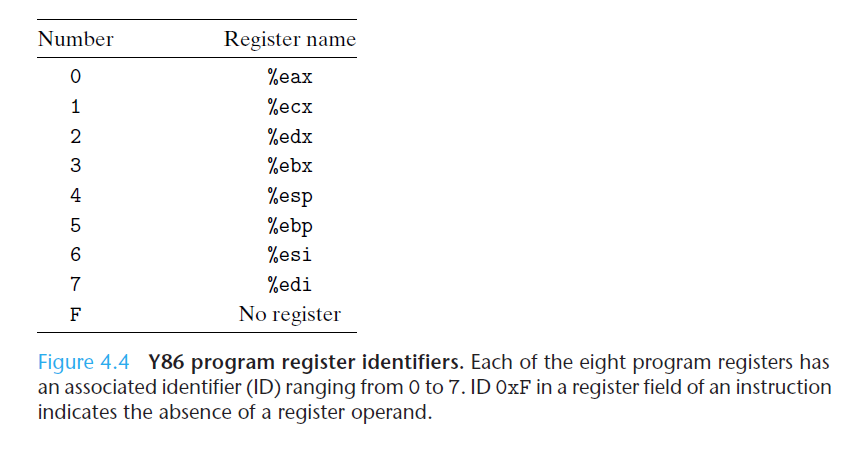 Number Register name
0 %eax
1 %ecx
2 %edx
3 %ebx
4 %esp
5 %ebp
6 %esi
7 %edi
F No register
Figure 4.4 Y86 program register identifiers. Each of the eight program registers has
an associated identifier (ID) ranging from 0 to 7. ID 0xF in a register field of an instruction
indicates the absence of a register operand.